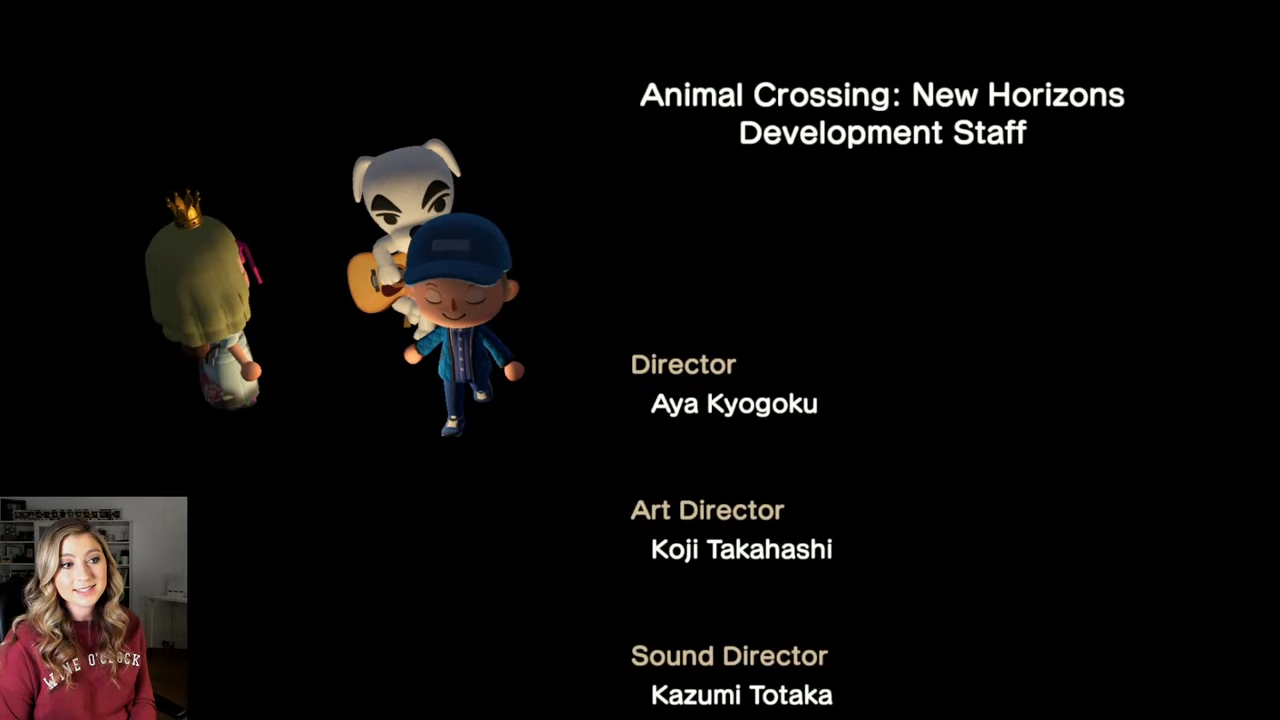 Animal Crossing: New Horizons
Development Staff
Director
Aya Kyogoku
Art Director
Koji Takahashi
Sound Director
Kazumi Totaka
WINE O'CLOCK